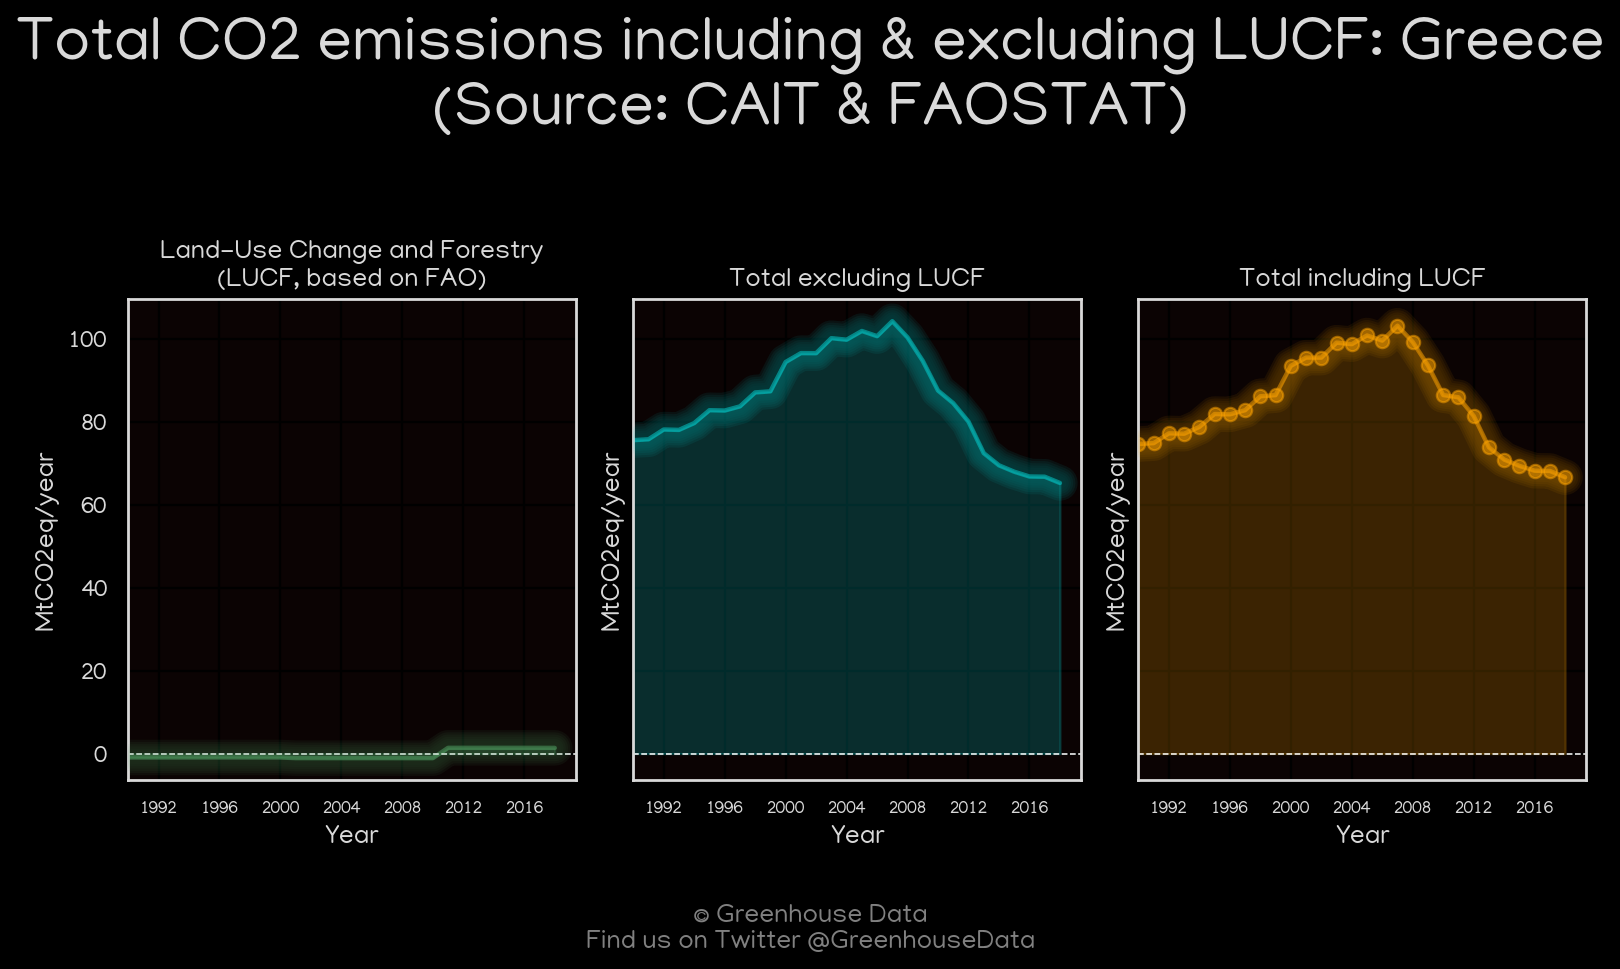 Total CO2 emissions including & excluding LUCF: Greece
(Source: CAIT & FAOSTAT)
Land-Use Change and Forestry
(LUCF, based on FAO)
MtCO2eq/year
100
80
60
40
20
0
1992 1996 2000 2004 2008 2012 2016
Year
Total excluding LUCF
MtCO2eq/year
1992 1996 2000 2004 2008 2012 2016
Year
Total including LUCF
MtCO2eq/year
1992 1996 2000 2004 2008 2012 2016
Year
© Greenhouse Data
Find us on Twitter @GreenhouseData